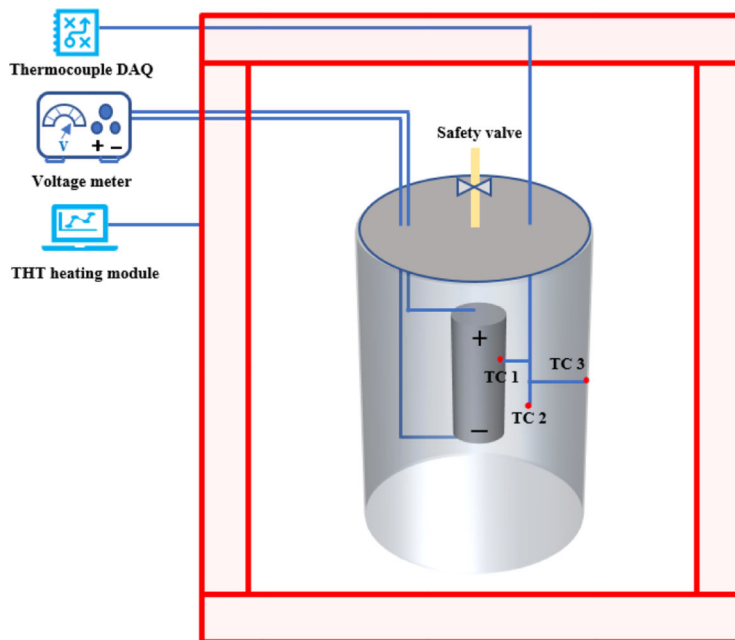 Thermocouple DAQ
Safety valve
V
+ −
Voltage meter
THT heating module
+
TC 1
TC 3
TC 2
−